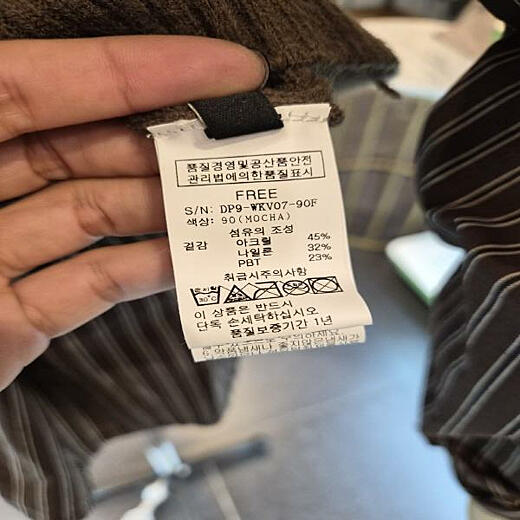 품질경영및공산품안전
관리법에의한품질표시
FREE
S/N: DP9-WKV07-90F
색상: 90(MOCHA)
섬유의 조성
겉감 아크릴 45%
나일론 32%
PBT 23%
취급시주의사항
30℃
이 상품은 반드시
단독 손세탁하십시오
품질보증기간 1년